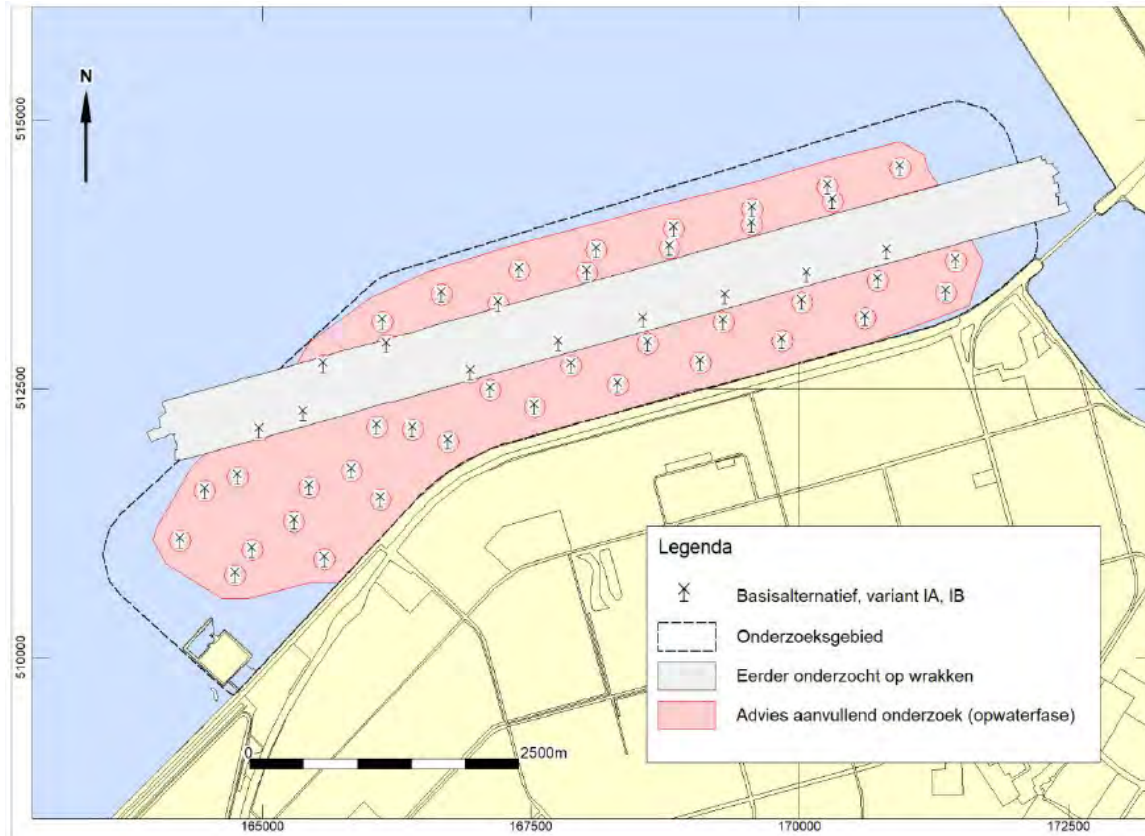 N
515000
512500
510000
Legenda
Basisalternatief, variant IA, IB
Onderzoeksgebied
Eerder onderzocht op wrakken
Advies aanvullend onderzoek (opwaterfase)
0 2500m
165000 167500 170000 172500